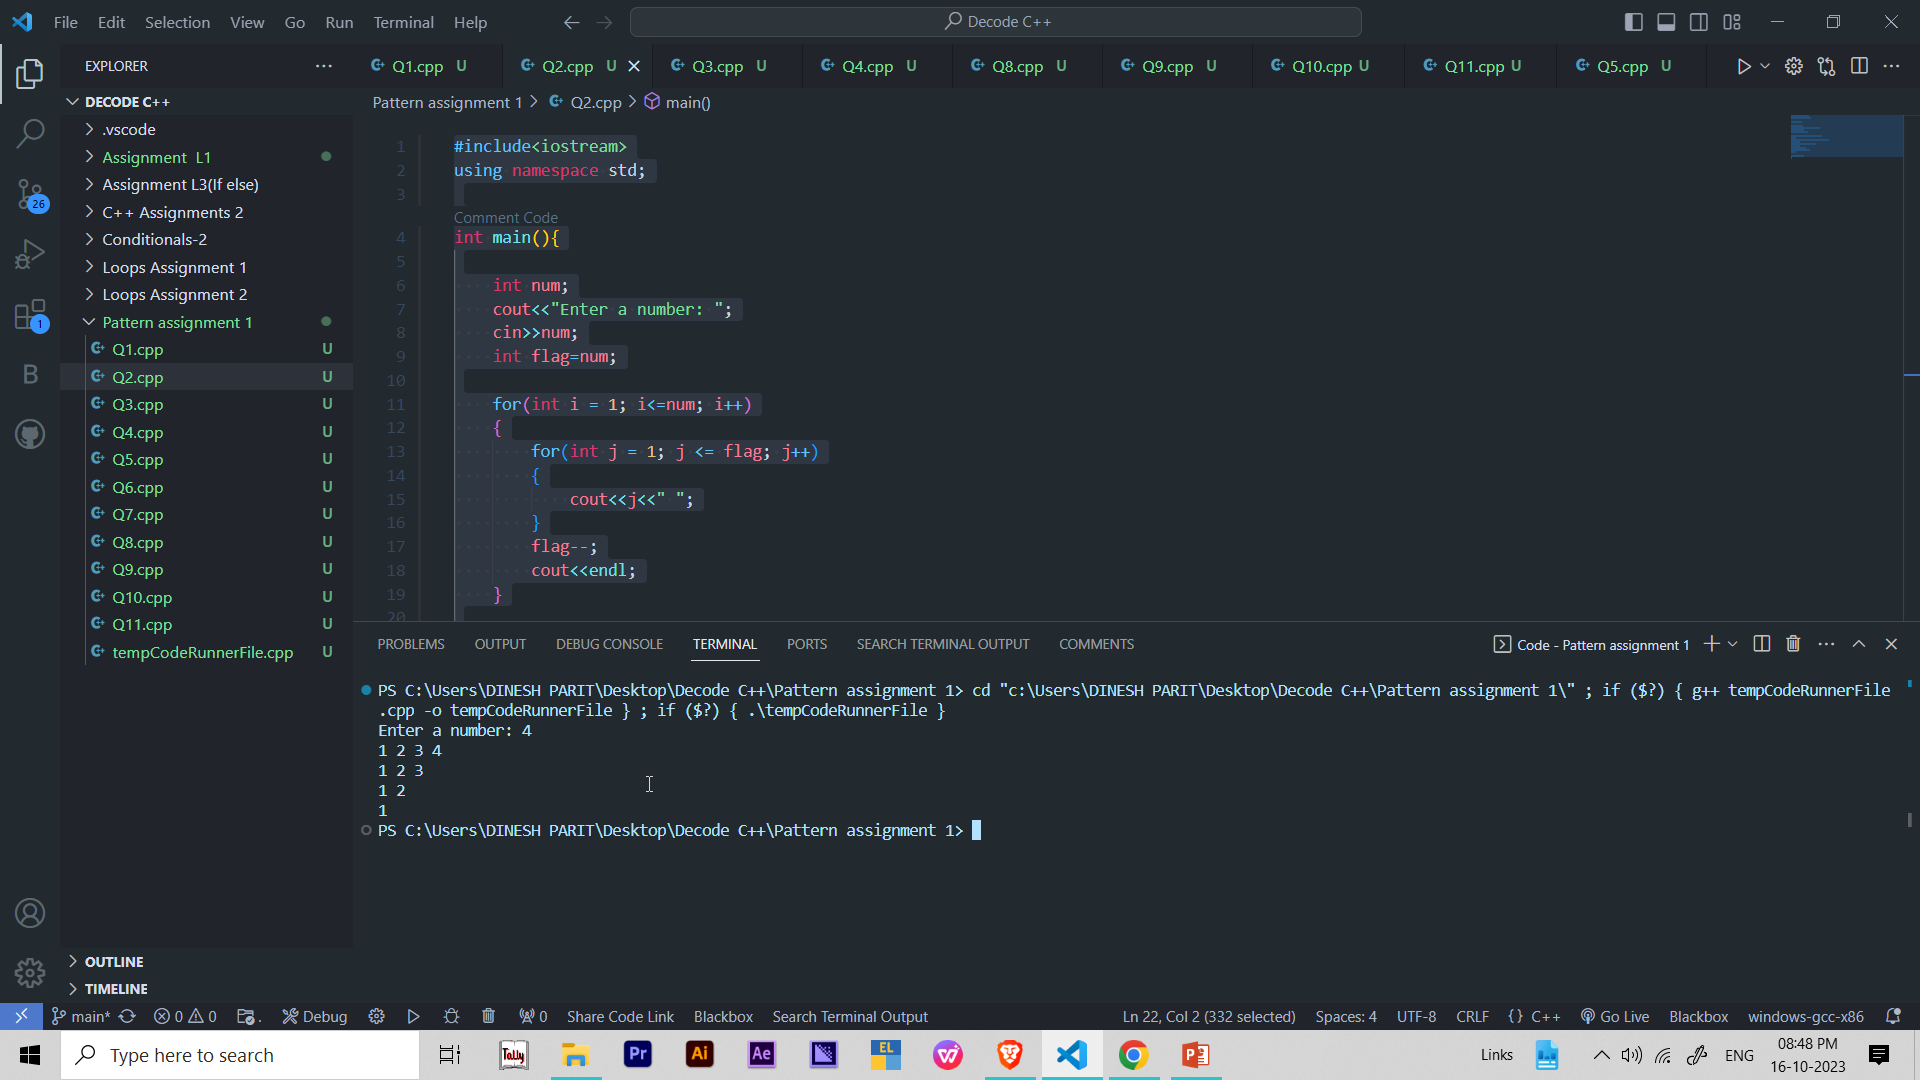 File Edit Selection View Go Run Terminal Help
Decode C++
EXPLORER
Q1.cpp U Q2.cpp U Q3.cpp U Q4.cpp U Q8.cpp U Q9.cpp U Q10.cpp U Q11.cpp U Q5.cpp U
DECODE C++
Pattern assignment 1 > Q2.cpp > main()
.vscode
Assignment L1
Assignment L3(If else)
C++ Assignments 2
Conditionals-2
Loops Assignment 1
Loops Assignment 2
Pattern assignment 1
Q1.cpp U
Q2.cpp U
Q3.cpp U
Q4.cpp U
Q5.cpp U
Q6.cpp U
Q7.cpp U
Q8.cpp U
Q9.cpp U
Q10.cpp U
Q11.cpp U
tempCodeRunnerFile.cpp U
OUTLINE
TIMELINE
26
1
B
1 #include<iostream>
2 using namespace std;
3
Comment Code
4 int main(){
5
6 int num;
7 cout<<"Enter a number: ";
8 cin>>num;
9 int flag=num;
10
11 for(int i = 1; i<=num; i++)
12 {
13 for(int j = 1; j <= flag; j++)
14 {
15 cout<<j<<" ";
16 }
17 flag--;
18 cout<<endl;
19 }
20
PROBLEMS OUTPUT DEBUG CONSOLE TERMINAL PORTS SEARCH TERMINAL OUTPUT COMMENTS
Code - Pattern assignment 1
PS C:\Users\DINESH PARIT\Desktop\Decode C++\Pattern assignment 1> cd "c:\Users\DINESH PARIT\Desktop\Decode C++\Pattern assignment 1\" ; if ($?) { g++ tempCodeRunnerFile
.cpp -o tempCodeRunnerFile } ; if ($?) { .\tempCodeRunnerFile }
Enter a number: 4
1 2 3 4
1 2 3
1 2
1
PS C:\Users\DINESH PARIT\Desktop\Decode C++\Pattern assignment 1>
main* 0 0 . Debug 0 Share Code Link Blackbox Search Terminal Output
Ln 22, Col 2 (332 selected) Spaces: 4 UTF-8 CRLF {} C++ Go Live Blackbox windows-gcc-x86
Type here to search
Tally Pr Ai Ae EL
Links ENG
08:48 PM
16-10-2023